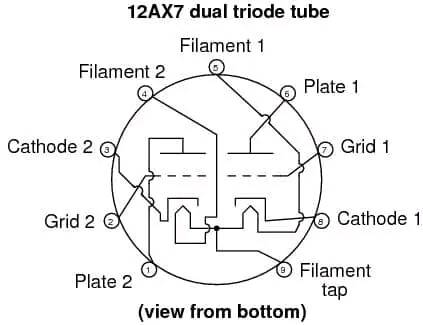 12AX7 dual triode tube
Filament 1
5
Filament 2
4
6
Plate 1
Cathode 2
3
7
Grid 1
Grid 2
2
8
Cathode 1
Plate 2
1
9
Filament
tap
(view from bottom)